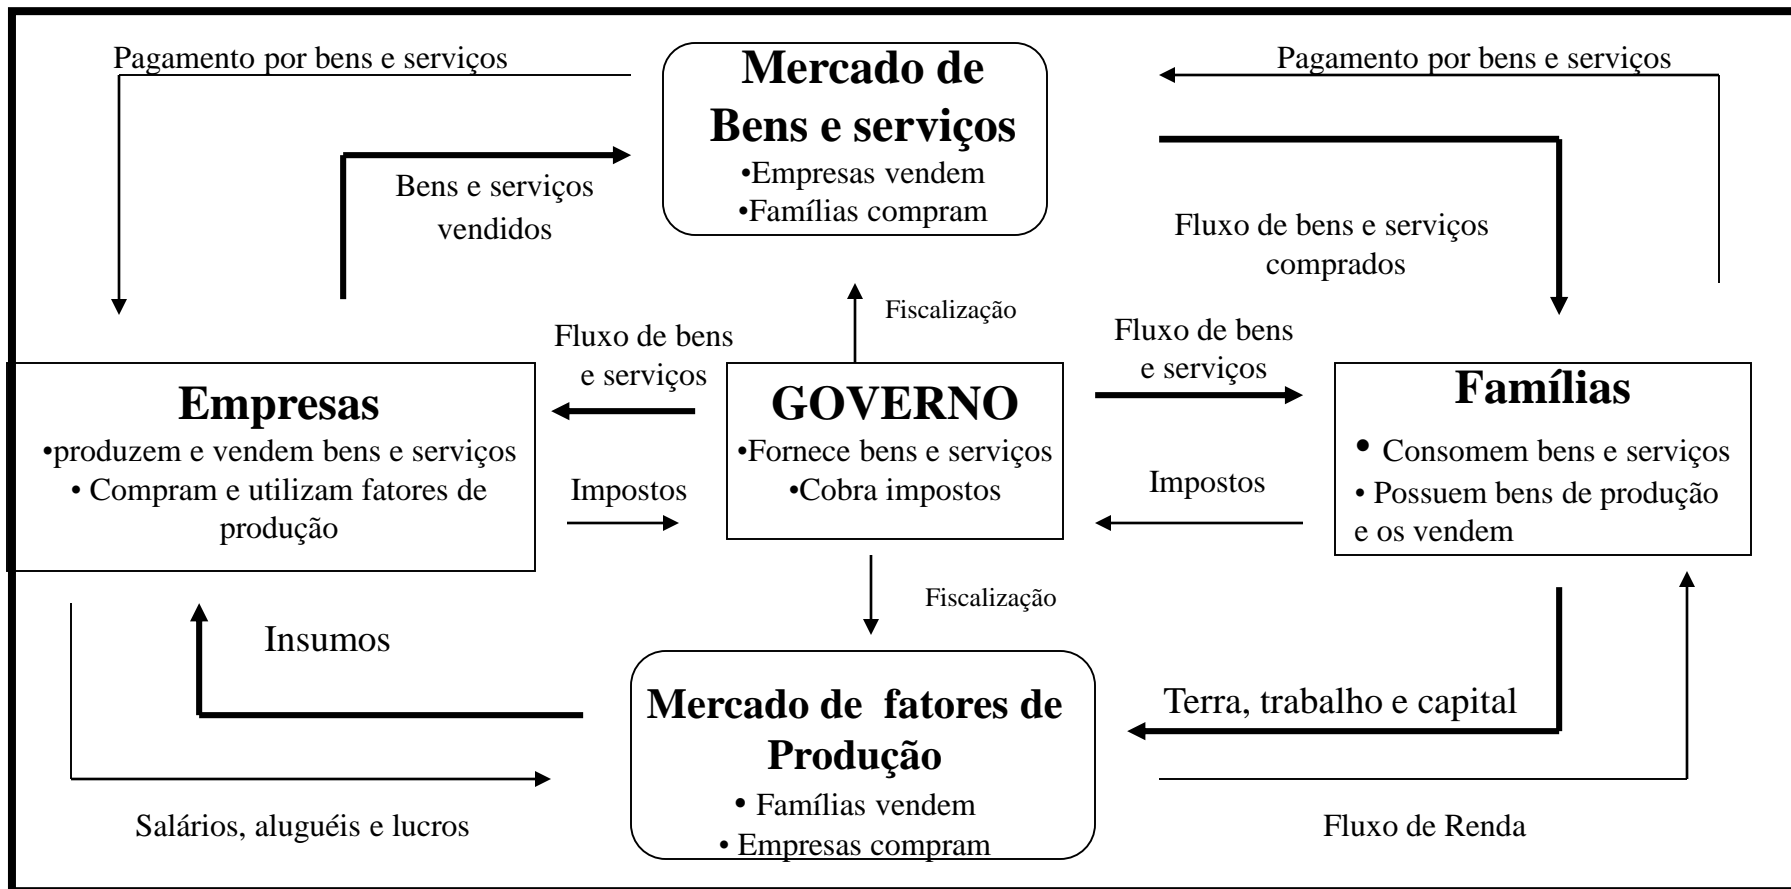 Pagamento por bens e serviços
Mercado de
Bens e serviços
•Empresas vendem
•Famílias compram
Pagamento por bens e serviços
Bens e serviços
vendidos
Fluxo de bens e serviços
comprados
Fiscalização
Fluxo de bens
e serviços
Fluxo de bens
e serviços
Empresas
•produzem e vendem bens e serviços
• Compram e utilizam fatores de
produção
Impostos
GOVERNO
•Fornece bens e serviços
•Cobra impostos
Impostos
Famílias
• Consomem bens e serviços
• Possuem bens de produção
e os vendem
Fiscalização
Insumos
Mercado de fatores de
Produção
• Famílias vendem
• Empresas compram
Terra, trabalho e capital
Salários, aluguéis e lucros
Fluxo de Renda